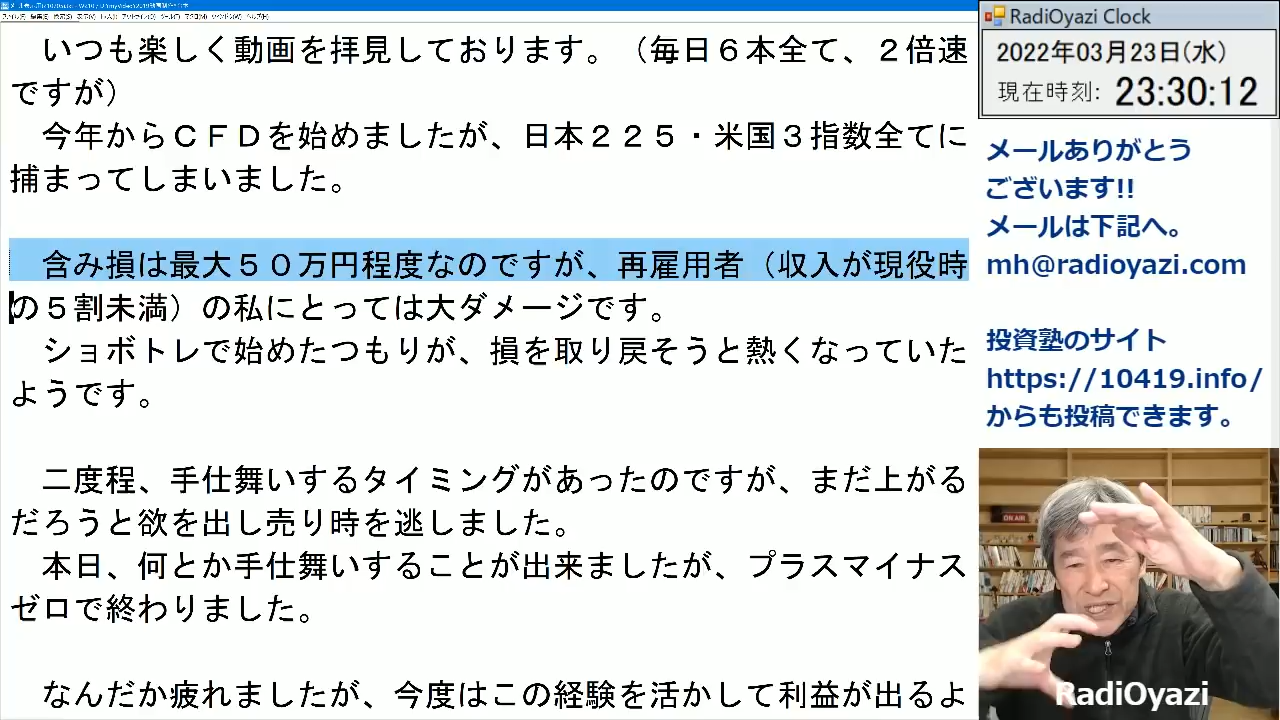 いつも楽しく動画を拝見しております。（毎日６本全て、２倍速
ですが）
今年からＣＦＤを始めましたが、日本２２５・米国３指数全てに
捕まってしまいました。
含み損は最大５０万円程度なのですが、再雇用者（収入が現役時
の５割未満）の私にとっては大ダメージです。
ショボトレで始めたつもりが、損を取り戻そうと熱くなっていた
ようです。
二度程、手仕舞いするタイミングがあったのですが、まだ上がる
だろうと欲を出し売り時を逃しました。
本日、何とか手仕舞いすることが出来ましたが、プラスマイナス
ゼロで終わりました。
なんだか疲れましたが、今度はこの経験を活かして利益が出るよ
RadiOyazi Clock
2022年03月23日(水)
現在時刻: 23:30:12
メールありがとう
ございます!!
メールは下記へ。
mh@radioyazi.com
投資塾のサイト
https://10419.info/
からも投稿できます。
ON AIR
RadiOyazi